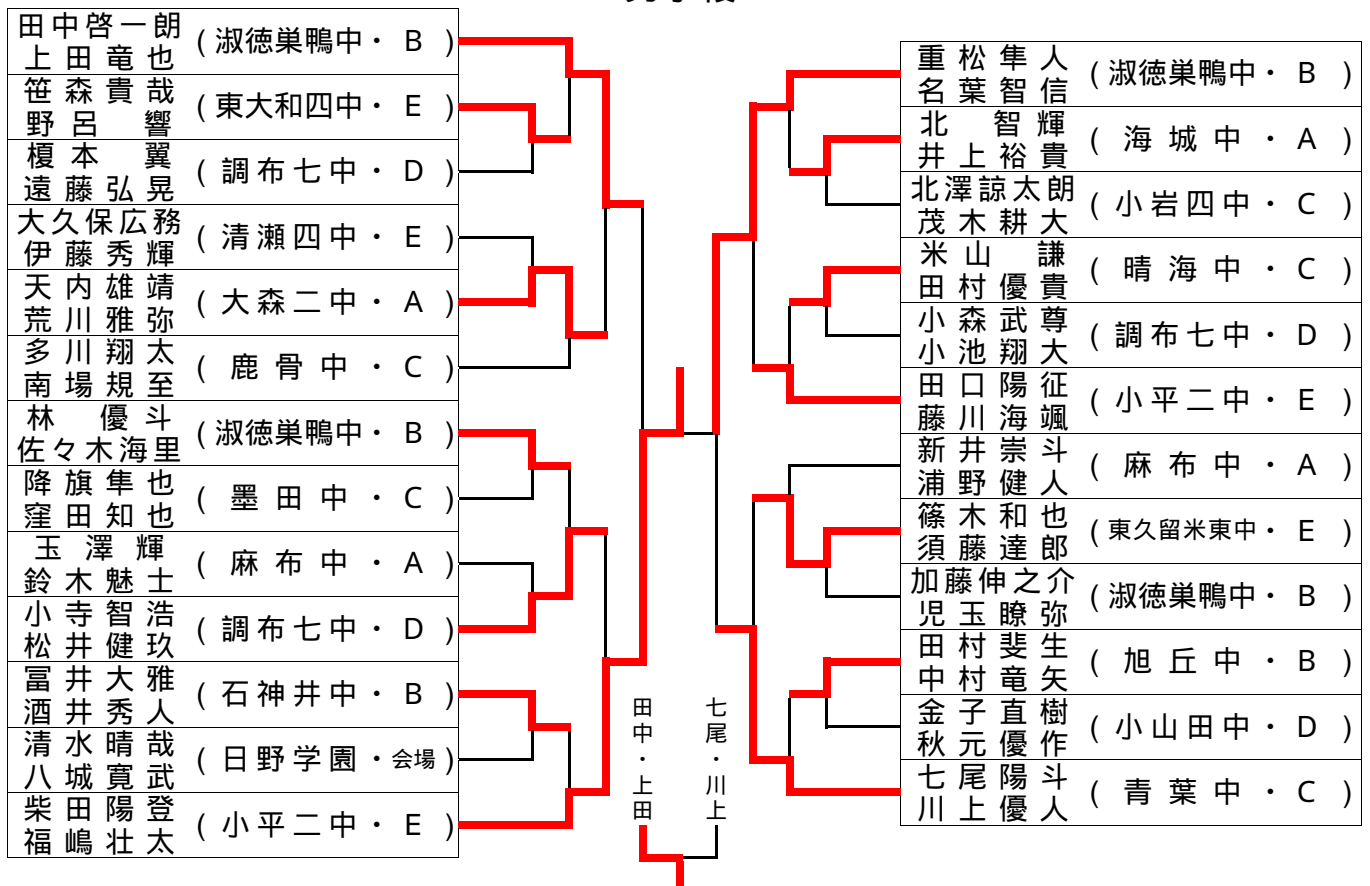 田中啓一朗
上田竜也 (淑徳巣鴨中・ B )
笹森貴哉
野呂 響 (東大和四中・ E )
榎本 翼
遠藤弘晃 (調布七中・ D )
大久保広務
伊藤秀輝 (清瀬四中・ E )
天内雄靖
荒川雅弥 (大森二中・ A )
多川翔太
南場規至 (鹿骨中・ C )
林 優斗
佐々木海里 (淑徳巣鴨中・ B )
降旗隼也
窪田知也 (墨田中・ C )
玉澤輝
鈴木魅士 (麻布中・ A )
小寺智浩
松井健玖 (調布七中・ D )
冨井大雅
酒井秀人 (石神井中・ B )
清水晴哉
八城寛武 (日野学園・会場 )
柴田陽登
福嶋壮太 (小平二中・ E )
重松隼人
名葉智信 (淑徳巣鴨中・ B )
北 智輝
井上裕貴 (海城中・ A )
北澤諒太朗
茂木耕大 (小岩四中・ C )
米山 謙
田村優貴 (晴海中・ C )
小森武尊
小池翔大 (調布七中・ D )
田口陽征
藤川海颯 (小平二中・ E )
新井崇斗
浦野健人 (麻布中・ A )
篠木和也
須藤達郎 (東久留米東中・ E )
加藤伸之介
児玉瞭弥 (淑徳巣鴨中・ B )
田村斐生
中村竜矢 (旭丘中・ B )
金子直樹
秋元優作 (小山田中・ D )
七尾陽斗
川上優人 (青葉中・ C )
田中・上田
七尾・川上